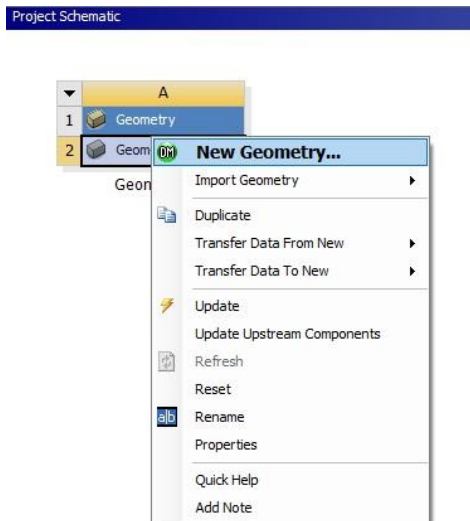 Project Schematic
A
1 Geometry
2 Geom
Geon
DM New Geometry...
Import Geometry
Duplicate
Transfer Data From New
Transfer Data To New
Update
Update Upstream Components
Refresh
Reset
a|b Rename
Properties
Quick Help
Add Note